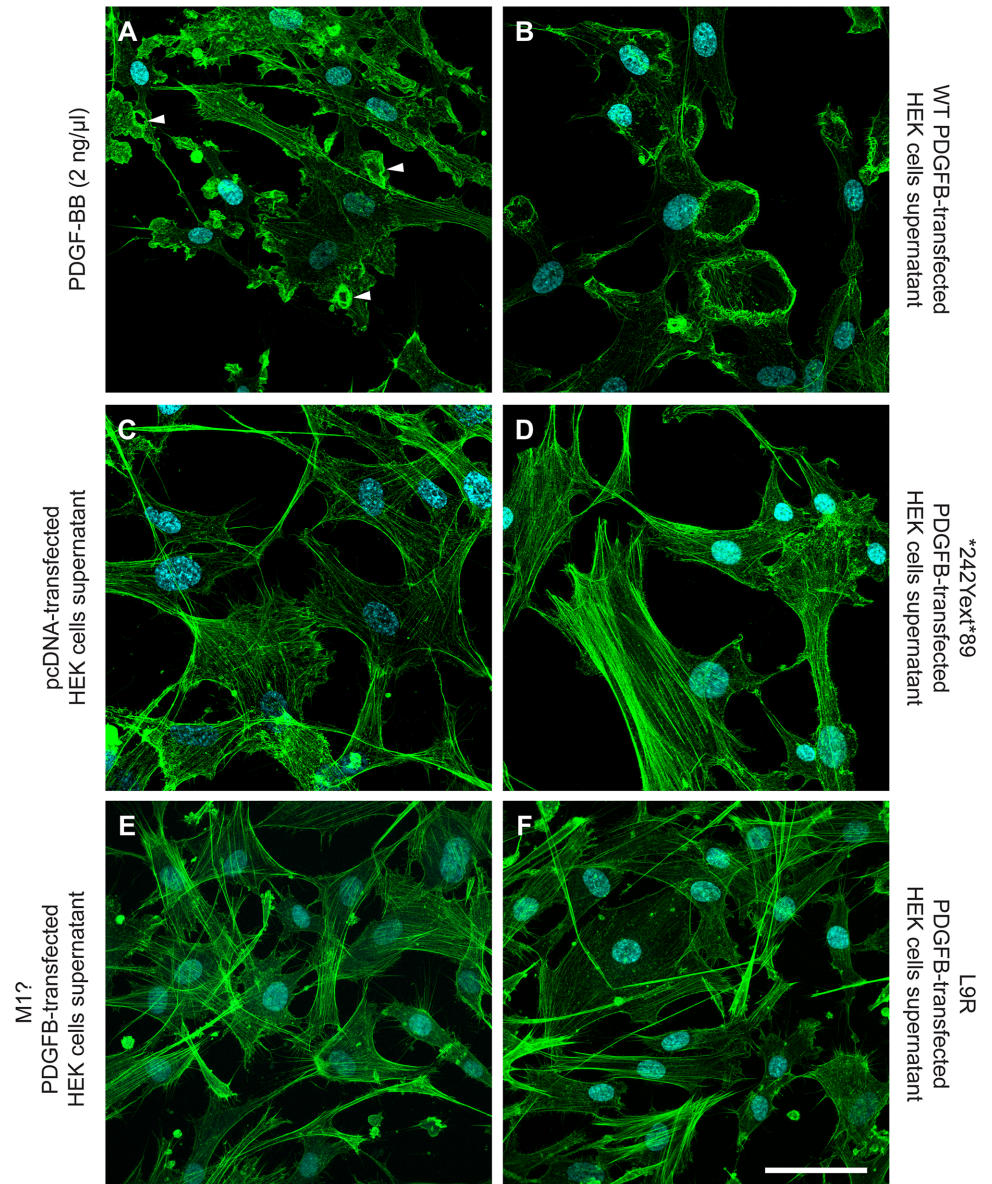 A
PDGF-BB (2 ng/µl)
B
WT PDGFB-transfected
HEK cells supernatant
C
pcDNA-transfected
HEK cells supernatant
D
*242Yext*89
PDGFB-transfected
HEK cells supernatant
E
M1?
PDGFB-transfected
HEK cells supernatant
F
L9R
PDGFB-transfected
HEK cells supernatant